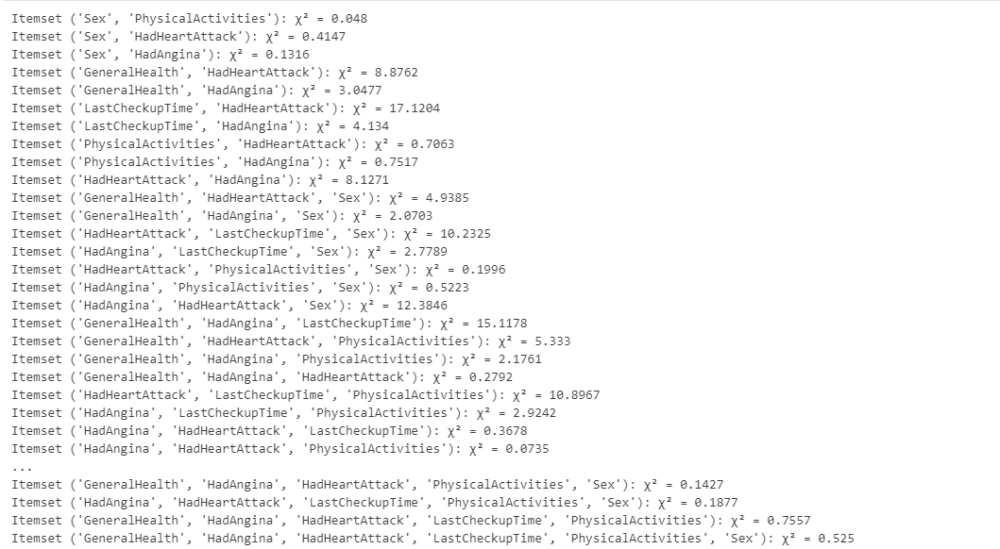 Itemset ('Sex', 'PhysicalActivities'): χ² = 0.048
Itemset ('Sex', 'HadHeartAttack'): χ² = 0.4147
Itemset ('Sex', 'HadAngina'): χ² = 0.1316
Itemset ('GeneralHealth', 'HadHeartAttack'): χ² = 8.8762
Itemset ('GeneralHealth', 'HadAngina'): χ² = 3.0477
Itemset ('LastCheckupTime', 'HadHeartAttack'): χ² = 17.1204
Itemset ('LastCheckupTime', 'HadAngina'): χ² = 4.134
Itemset ('PhysicalActivities', 'HadHeartAttack'): χ² = 0.7063
Itemset ('PhysicalActivities', 'HadAngina'): χ² = 0.7517
Itemset ('HadHeartAttack', 'HadAngina'): χ² = 8.1271
Itemset ('GeneralHealth', 'HadHeartAttack', 'Sex'): χ² = 4.9385
Itemset ('GeneralHealth', 'HadAngina', 'Sex'): χ² = 2.0703
Itemset ('HadHeartAttack', 'LastCheckupTime', 'Sex'): χ² = 10.2325
Itemset ('HadAngina', 'LastCheckupTime', 'Sex'): χ² = 2.7789
Itemset ('HadHeartAttack', 'PhysicalActivities', 'Sex'): χ² = 0.1996
Itemset ('HadAngina', 'PhysicalActivities', 'Sex'): χ² = 0.5223
Itemset ('HadAngina', 'HadHeartAttack', 'Sex'): χ² = 12.3846
Itemset ('GeneralHealth', 'HadAngina', 'LastCheckupTime'): χ² = 15.1178
Itemset ('GeneralHealth', 'HadHeartAttack', 'PhysicalActivities'): χ² = 5.333
Itemset ('GeneralHealth', 'HadAngina', 'PhysicalActivities'): χ² = 2.1761
Itemset ('GeneralHealth', 'HadAngina', 'HadHeartAttack'): χ² = 0.2792
Itemset ('HadHeartAttack', 'LastCheckupTime', 'PhysicalActivities'): χ² = 10.8967
Itemset ('HadAngina', 'LastCheckupTime', 'PhysicalActivities'): χ² = 2.9242
Itemset ('HadAngina', 'HadHeartAttack', 'LastCheckupTime'): χ² = 0.3678
Itemset ('HadAngina', 'HadHeartAttack', 'PhysicalActivities'): χ² = 0.0735
...
Itemset ('GeneralHealth', 'HadAngina', 'HadHeartAttack', 'PhysicalActivities', 'Sex'): χ² = 0.1427
Itemset ('HadAngina', 'HadHeartAttack', 'LastCheckupTime', 'PhysicalActivities', 'Sex'): χ² = 0.1877
Itemset ('GeneralHealth', 'HadAngina', 'HadHeartAttack', 'LastCheckupTime', 'PhysicalActivities'): χ² = 0.7557
Itemset ('GeneralHealth', 'HadAngina', 'HadHeartAttack', 'LastCheckupTime', 'PhysicalActivities', 'Sex'): χ² = 0.525